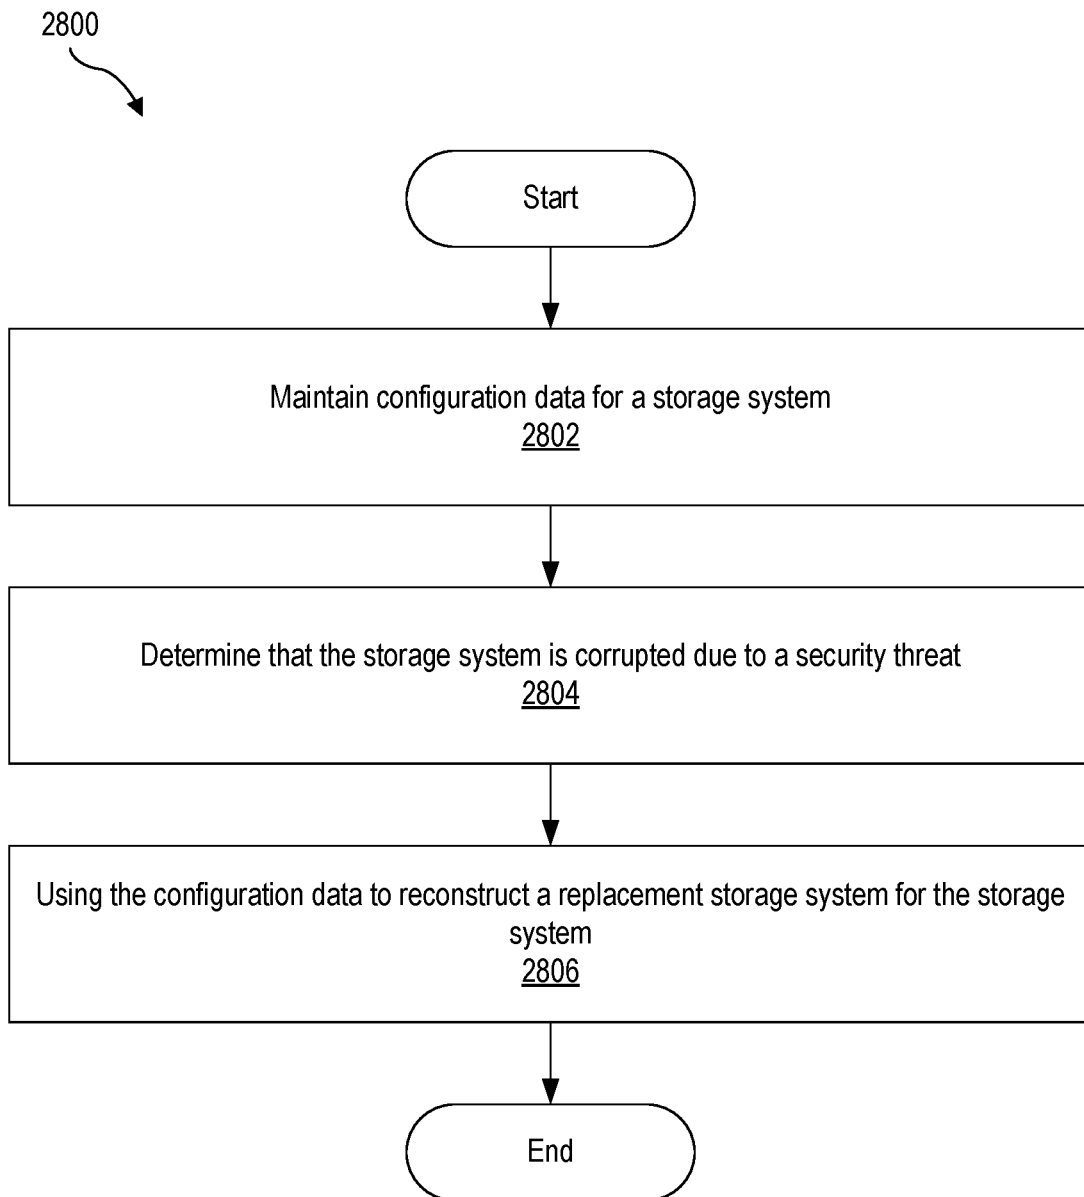 2800
Start
Maintain configuration data for a storage system
2802
Determine that the storage system is corrupted due to a security threat
2804
Using the configuration data to reconstruct a replacement storage system for the storage
system
2806
End